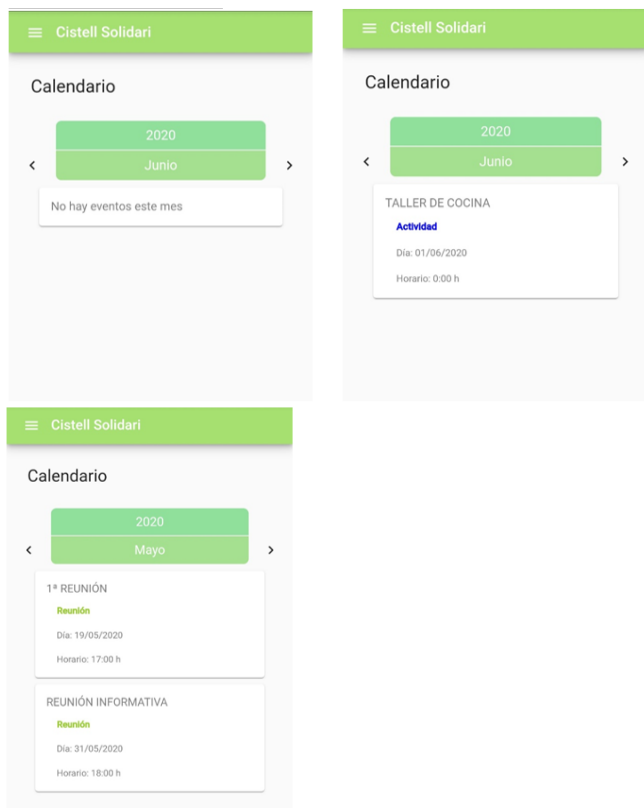 Cistell Solidari
Calendario
2020
Junio
No hay eventos este mes
Cistell Solidari
Calendario
2020
Junio
TALLER DE COCINA
Actividad
Día: 01/06/2020
Horario: 0:00 h
Cistell Solidari
Calendario
2020
Mayo
1ª REUNIÓN
Reunión
Día: 19/05/2020
Horario: 17:00 h
REUNIÓN INFORMATIVA
Reunión
Día: 31/05/2020
Horario: 18:00 h